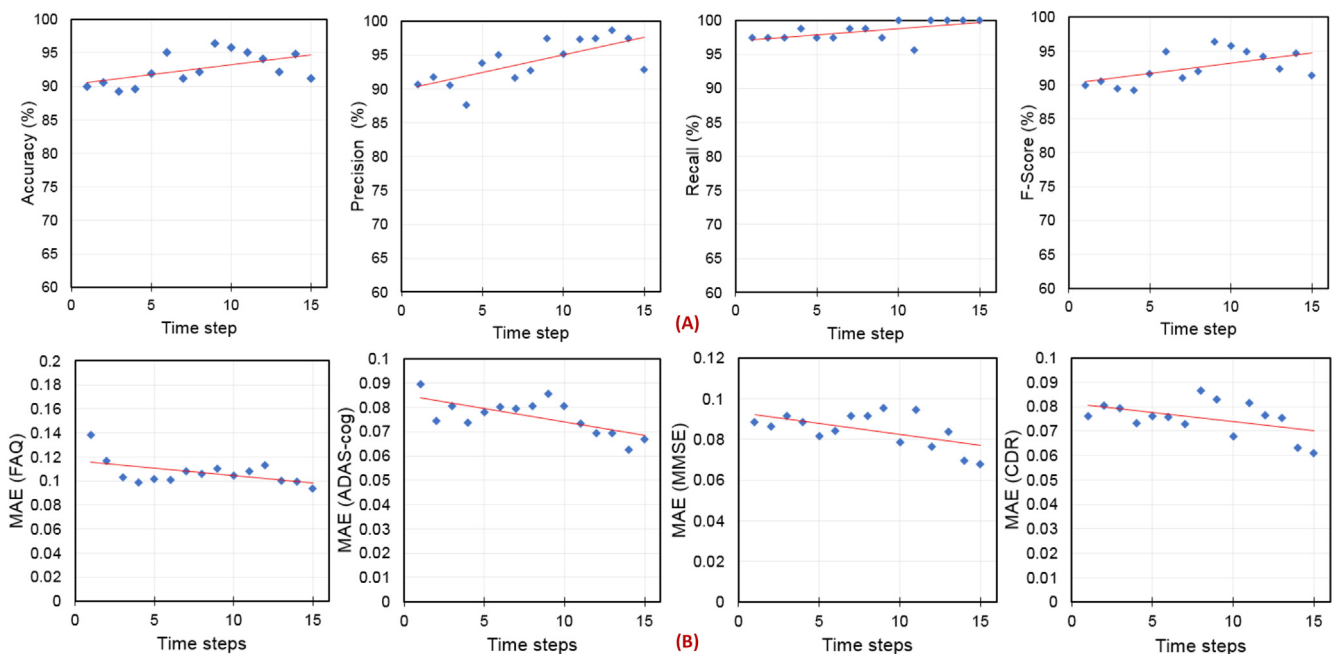 Accuracy (%)
100
95
90
85
80
75
70
65
60
0 5 10 15
Time step
Precision (%)
100
95
90
85
80
75
70
65
60
0 5 10 15
Time step
Recall (%)
100
95
90
85
80
75
70
65
60
0 5 10 15
Time step
F-Score (%)
100
95
90
85
80
75
70
65
60
0 5 10 15
Time step
(A)
MAE (FAQ)
0.2
0.18
0.16
0.14
0.12
0.1
0.08
0.06
0.04
0.02
0
0 5 10 15
Time steps
MAE (ADAS-cog)
0.1
0.09
0.08
0.07
0.06
0.05
0.04
0.03
0.02
0.01
0
0 5 10 15
Time steps
MAE (MMSE)
0.12
0.1
0.08
0.06
0.04
0.02
0
0 5 10 15
Time steps
MAE (CDR)
0.1
0.09
0.08
0.07
0.06
0.05
0.04
0.03
0.02
0.01
0
0 5 10 15
Time steps
(B)